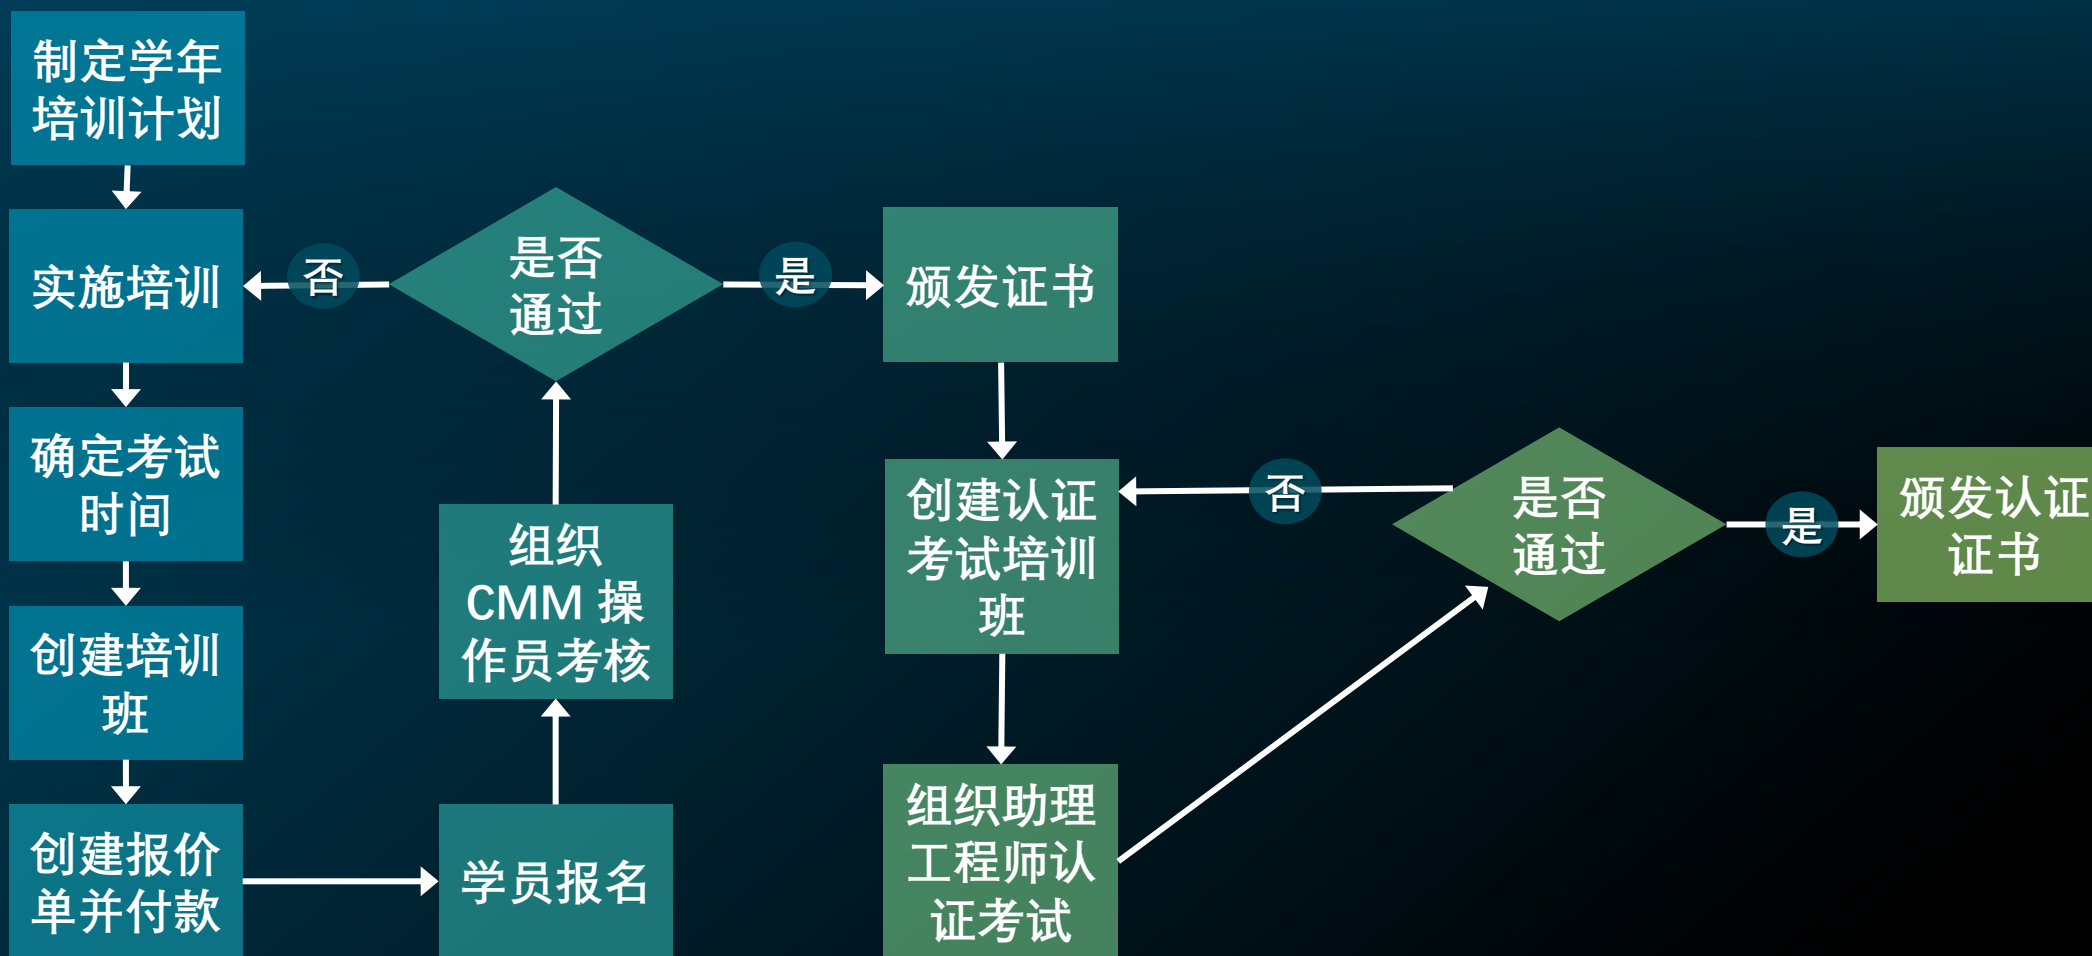 制定学年
培训计划
实施培训
确定考试
时间
创建培训
班
创建报价
单并付款
学员报名
组织
CMM 操
作员考核
是否
通过
否
是
颁发证书
创建认证
考试培训
班
组织助理
工程师认
证考试
是否
通过
否
是
颁发认证
证书